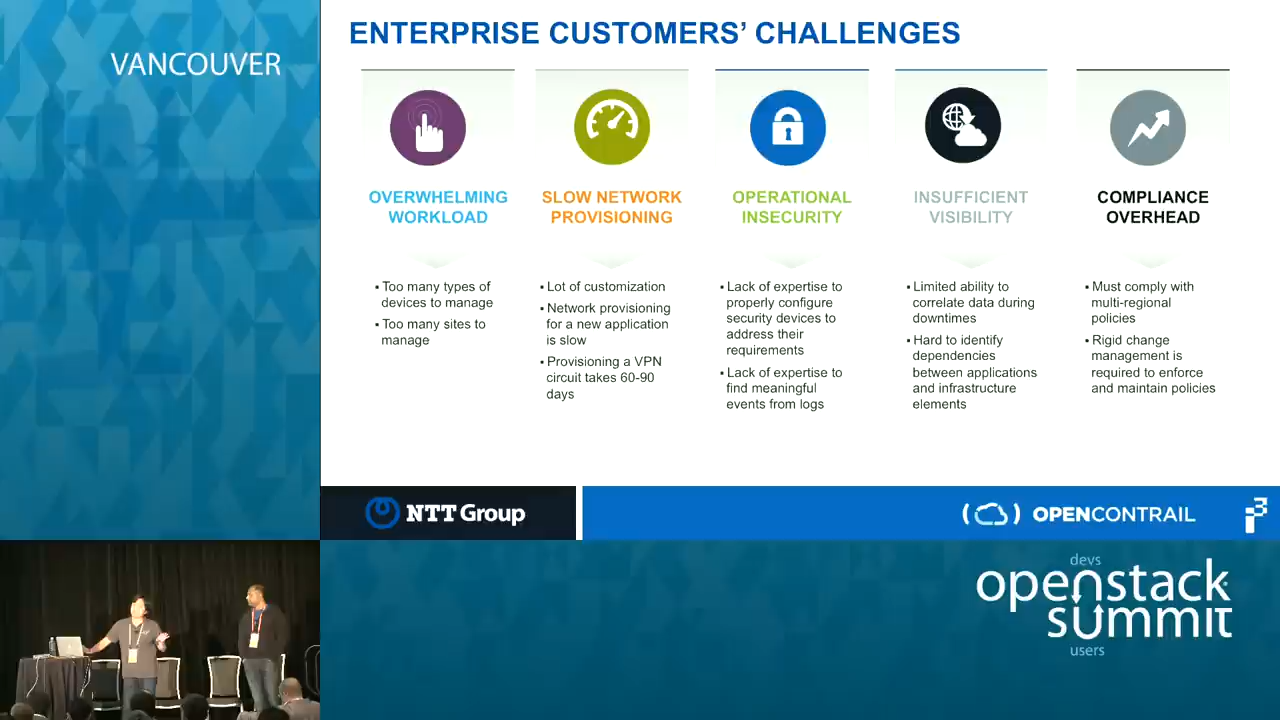 VANCOUVER
ENTERPRISE CUSTOMERS' CHALLENGES
OVERWHELMING
WORKLOAD
▪Too many types of
devices to manage
▪Too many sites to
manage
SLOW NETWORK
PROVISIONING
▪Lot of customization
▪Network provisioning
for a new application
is slow
▪Provisioning a VPN
circuit takes 60-90
days
OPERATIONAL
INSECURITY
▪Lack of expertise to
properly configure
security devices to
address their
requirements
▪Lack of expertise to
find meaningful
events from logs
INSUFFICIENT
VISIBILITY
▪Limited ability to
correlate data during
downtimes
▪Hard to identify
dependencies
between applications
and infrastructure
elements
COMPLIANCE
OVERHEAD
▪Must comply with
multi-regional
policies
▪Rigid change
management is
required to enforce
and maintain policies
NTT Group
OPENCONTRAIL
devs
openstack
summit
users